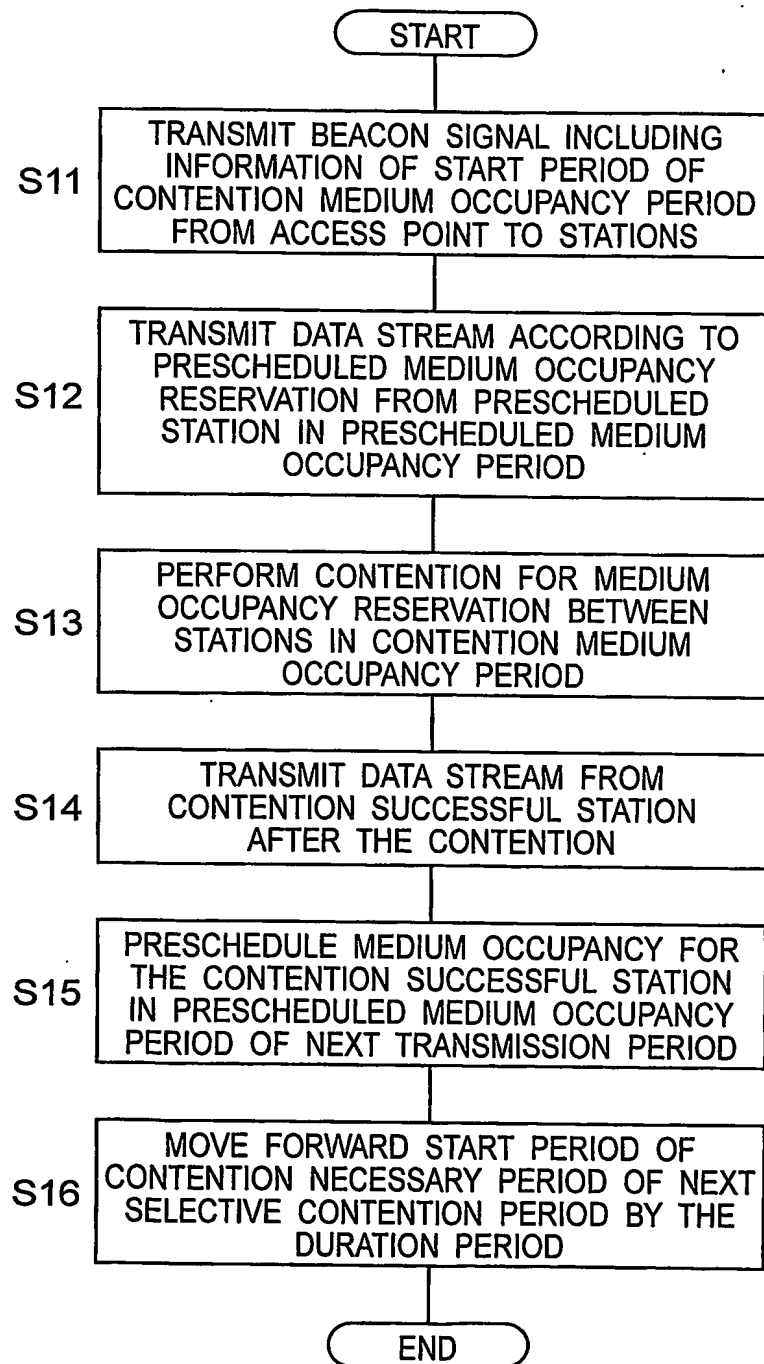 START
S11
TRANSMIT BEACON SIGNAL INCLUDING
INFORMATION OF START PERIOD OF
CONTENTION MEDIUM OCCUPANCY PERIOD
FROM ACCESS POINT TO STATIONS
S12
TRANSMIT DATA STREAM ACCORDING TO
PRESCHEDULED MEDIUM OCCUPANCY
RESERVATION FROM PRESCHEDULED
STATION IN PRESCHEDULED MEDIUM
OCCUPANCY PERIOD
S13
PERFORM CONTENTION FOR MEDIUM
OCCUPANCY RESERVATION BETWEEN
STATIONS IN CONTENTION MEDIUM
OCCUPANCY PERIOD
S14
TRANSMIT DATA STREAM FROM
CONTENTION SUCCESSFUL STATION
AFTER THE CONTENTION
S15
PRESCHEDULE MEDIUM OCCUPANCY FOR
THE CONTENTION SUCCESSFUL STATION
IN PRESCHEDULED MEDIUM OCCUPANCY
PERIOD OF NEXT TRANSMISSION PERIOD
S16
MOVE FORWARD START PERIOD OF
CONTENTION NECESSARY PERIOD OF NEXT
SELECTIVE CONTENTION PERIOD BY THE
DURATION PERIOD
END